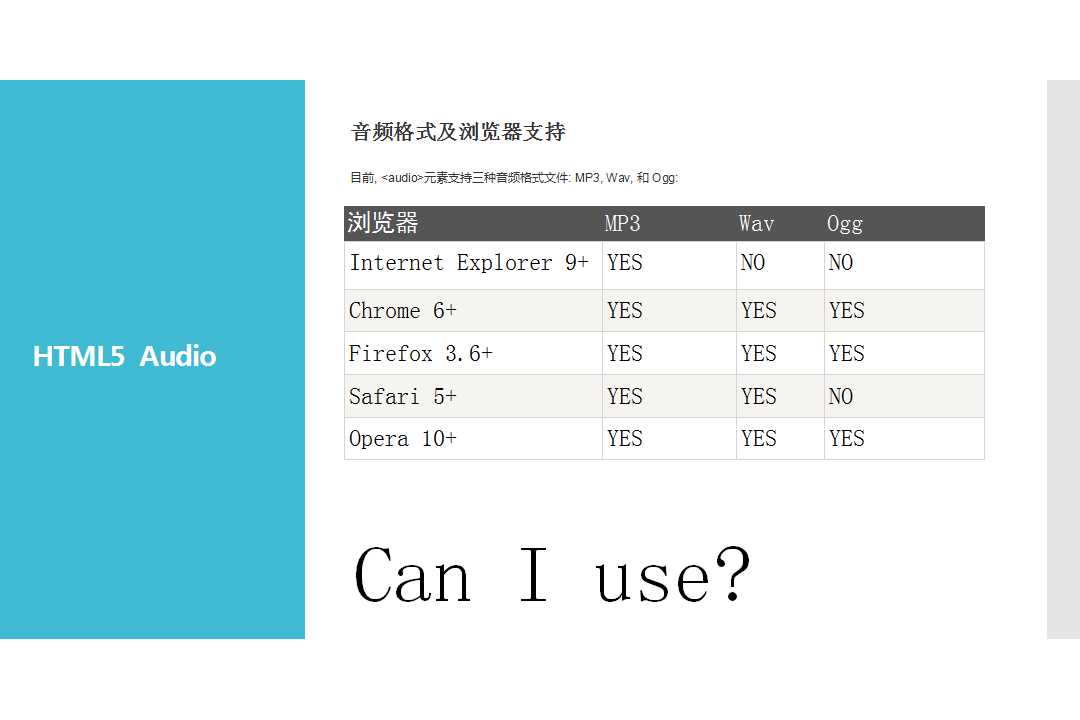 HTML5 Audio
音频格式及浏览器支持
目前, <audio>元素支持三种音频格式文件: MP3, Wav, 和 Ogg:
浏览器 MP3 Wav Ogg
Internet Explorer 9+ YES NO NO
Chrome 6+ YES YES YES
Firefox 3.6+ YES YES YES
Safari 5+ YES YES NO
Opera 10+ YES YES YES
Can I use?